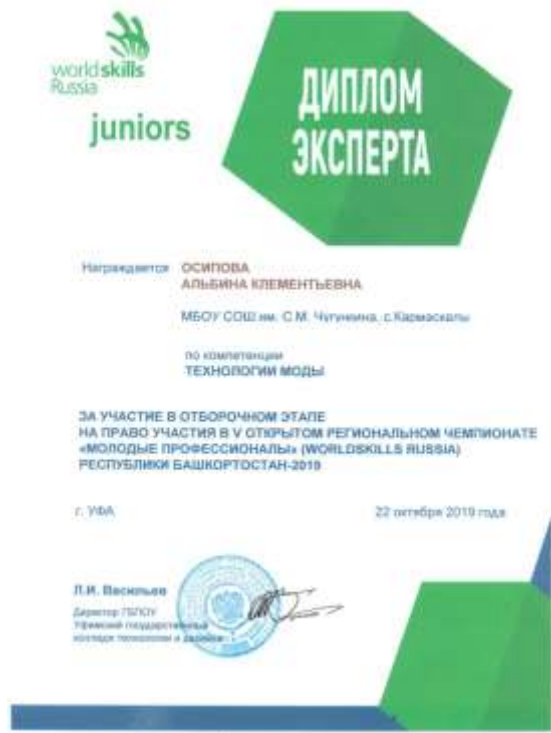 worldskills
Russia
juniors
ДИПЛОМ
ЭКСПЕРТА
Награждается ОСИПОВА
АЛЬБИНА КЛЕМЕНТЬЕВНА
МБОУ СОШ им. С.М. Чугункина, с.Кармаскалы
по компетенции
ТЕХНОЛОГИИ МОДЫ
ЗА УЧАСТИЕ В ОТБОРОЧНОМ ЭТАПЕ
НА ПРАВО УЧАСТИЯ В V ОТКРЫТОМ РЕГИОНАЛЬНОМ ЧЕМПИОНАТЕ
«МОЛОДЫЕ ПРОФЕССИОНАЛЫ» (WORLDSKILLS RUSSIA)
РЕСПУБЛИКИ БАШКОРТОСТАН-2019
г. УФА 22 октября 2019 года
Л.И. Васильев
Директор ГБПОУ
Уфимский государственный
колледж технологии и дизайна